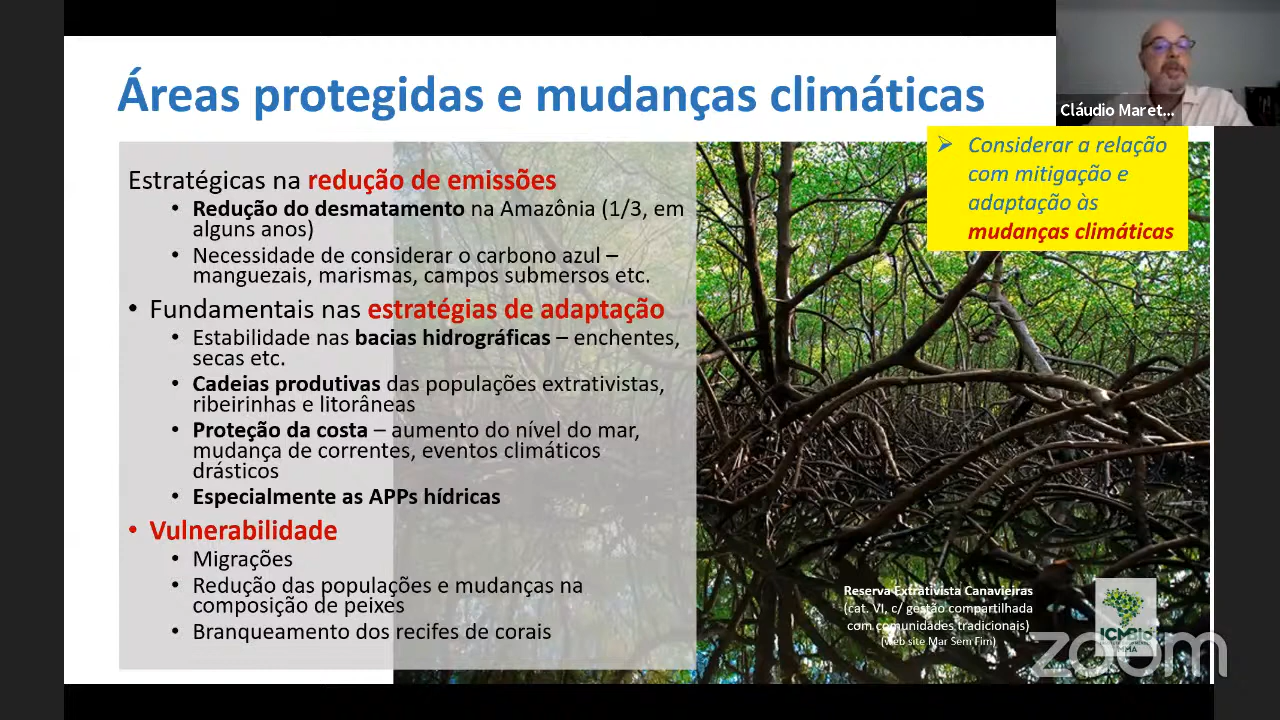 Áreas protegidas e mudanças climáticas
Cláudio Maret...
➢ Considerar a relação
com mitigação e
adaptação às
mudanças climáticas
Estratégicas na redução de emissões
• Redução do desmatamento na Amazônia (1/3, em
alguns anos)
• Necessidade de considerar o carbono azul –
manguezais, marismas, campos submersos etc.
• Fundamentais nas estratégias de adaptação
• Estabilidade nas bacias hidrográficas – enchentes,
secas etc.
• Cadeias produtivas das populações extrativistas,
ribeirinhas e litorâneas
• Proteção da costa – aumento do nível do mar,
mudança de correntes, eventos climáticos
drásticos
• Especialmente as APPs hídricas
• Vulnerabilidade
• Migrações
• Redução das populações e mudanças na
composição de peixes
• Branqueamento dos recifes de corais
Reserva Extrativista Canavieiras
(cat. VI, c/ gestão compartilhada
com comunidades tradicionais)
(web site Mar Sem Fim)
ICMBio
MMA
zoom